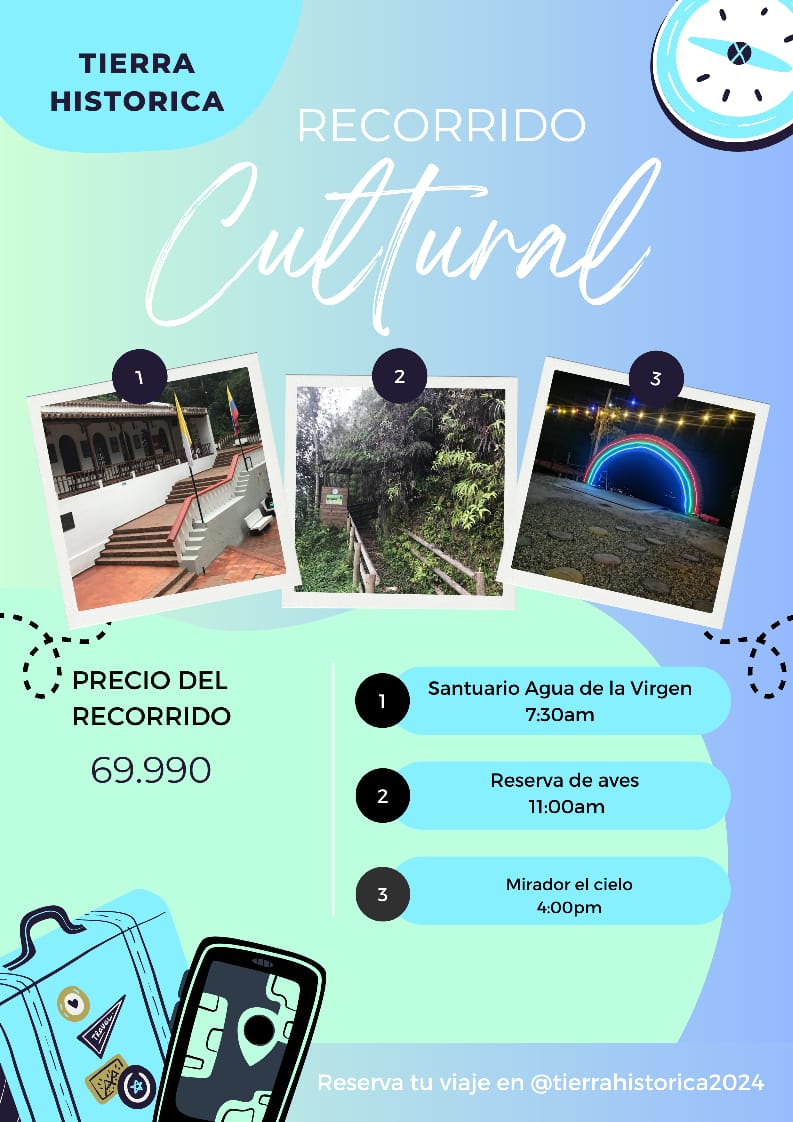 TIERRA
HISTORICA
RECORRIDO
Cultural
1
2
3
PRECIO DEL
RECORRIDO
69.990
1
Santuario Agua de la Virgen
7:30am
2
Reserva de aves
11:00am
3
Mirador el cielo
4:00pm
TRAVEL
Reserva tu viaje en @tierrahistorica2024